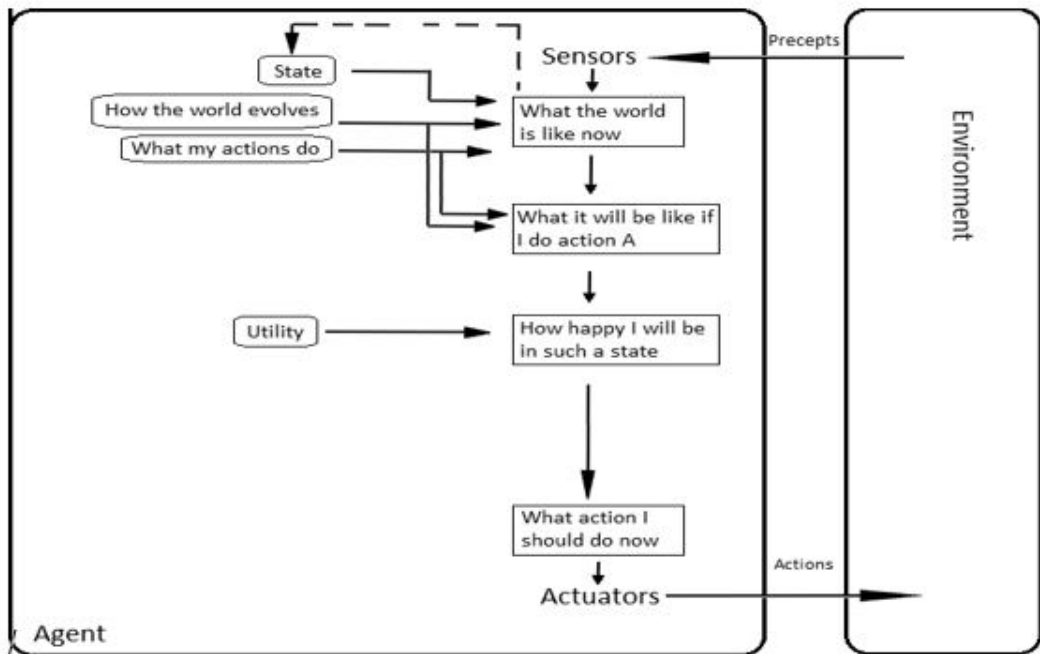 Precepts
Sensors
State
How the world evolves
What the world
is like now
What my actions do
What it will be like if
I do action A
Environment
Utility
How happy I will be
in such a state
What action I
should do now
Actions
Actuators
Agent